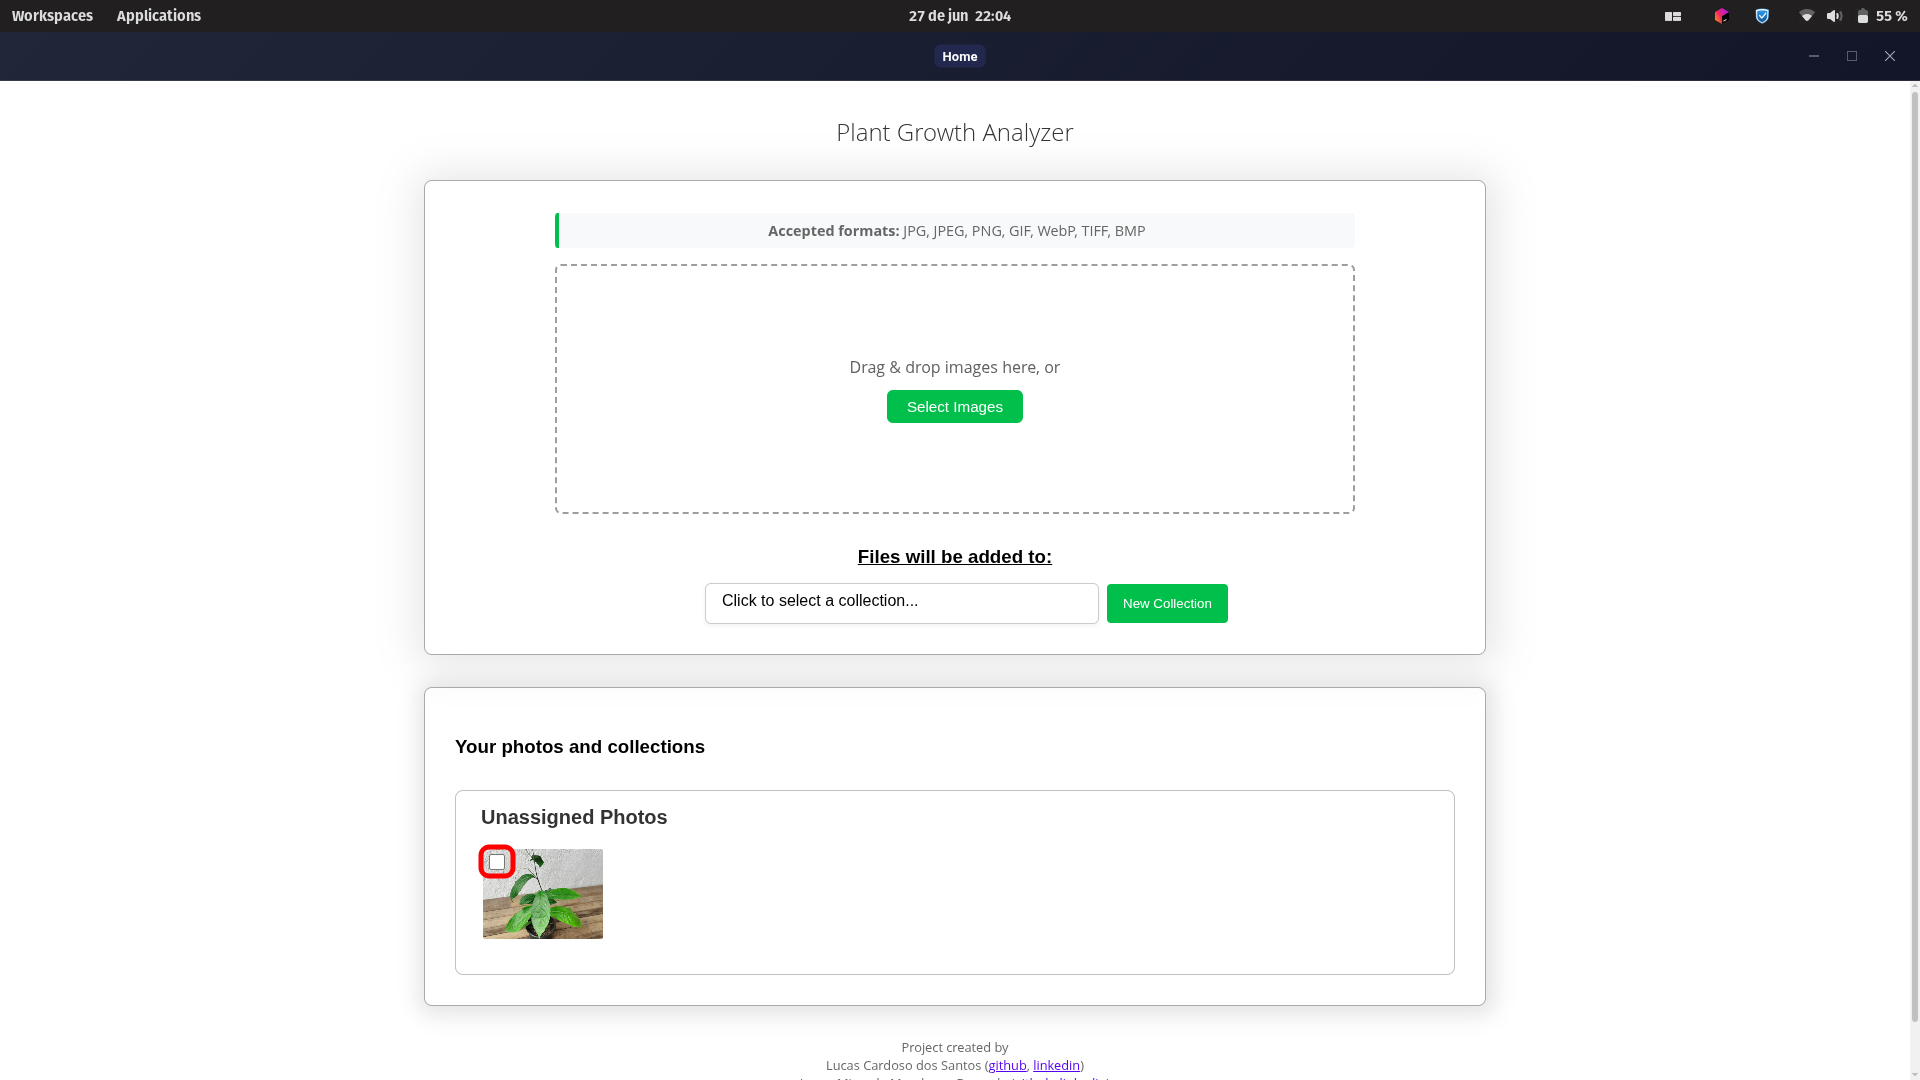 Workspaces Applications 27 de jun 22:04 55 %
Home
Plant Growth Analyzer
Accepted formats: JPG, JPEG, PNG, GIF, WebP, TIFF, BMP
Drag & drop images here, or
Select Images
Files will be added to:
Click to select a collection... New Collection
Your photos and collections
Unassigned Photos
Project created by
Lucas Cardoso dos Santos (github, linkedin)